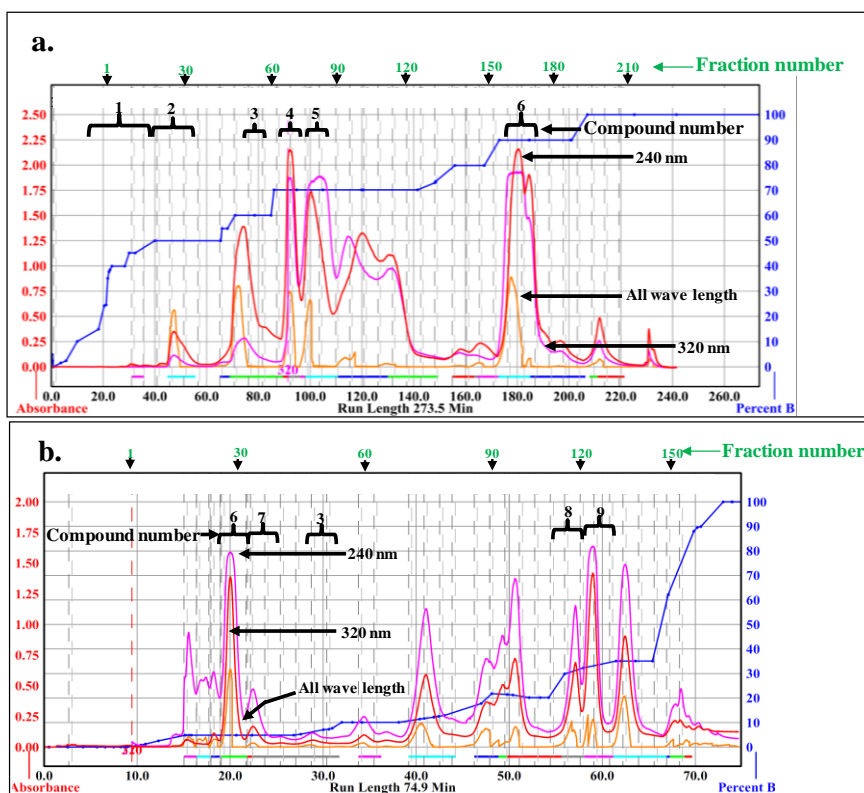 a.
1 30 60 90 120 150 180 210 Fraction number
1 2 3 4 5 6 Compound number
2.50 100
2.25 90
240 nm
2.00 80
1.75 70
1.50 60
1.25 50
1.00 40
0.75 30
All wave length
0.50 20
320 nm
0.25 10
0.00 320 0
0.0 20.0 40.0 60.0 80.0 100.0 120.0 140.0 160.0 180.0 200.0 220.0 240.0 260.0
Absorbance Run Length 273.5 Min Percent B
b.
1 30 60 90 120 150 Fraction number
2.00 100
Compound number 6 7 3 8 9
1.75 90
240 nm
1.50 80
70
1.25 60
320 nm
1.00 50
0.75 40
All wave length
0.50 30
20
0.25 10
0.00 320 0
0.0 10.0 20.0 30.0 40.0 50.0 60.0 70.0
Absorbance Run Length 74.9 Min Percent B